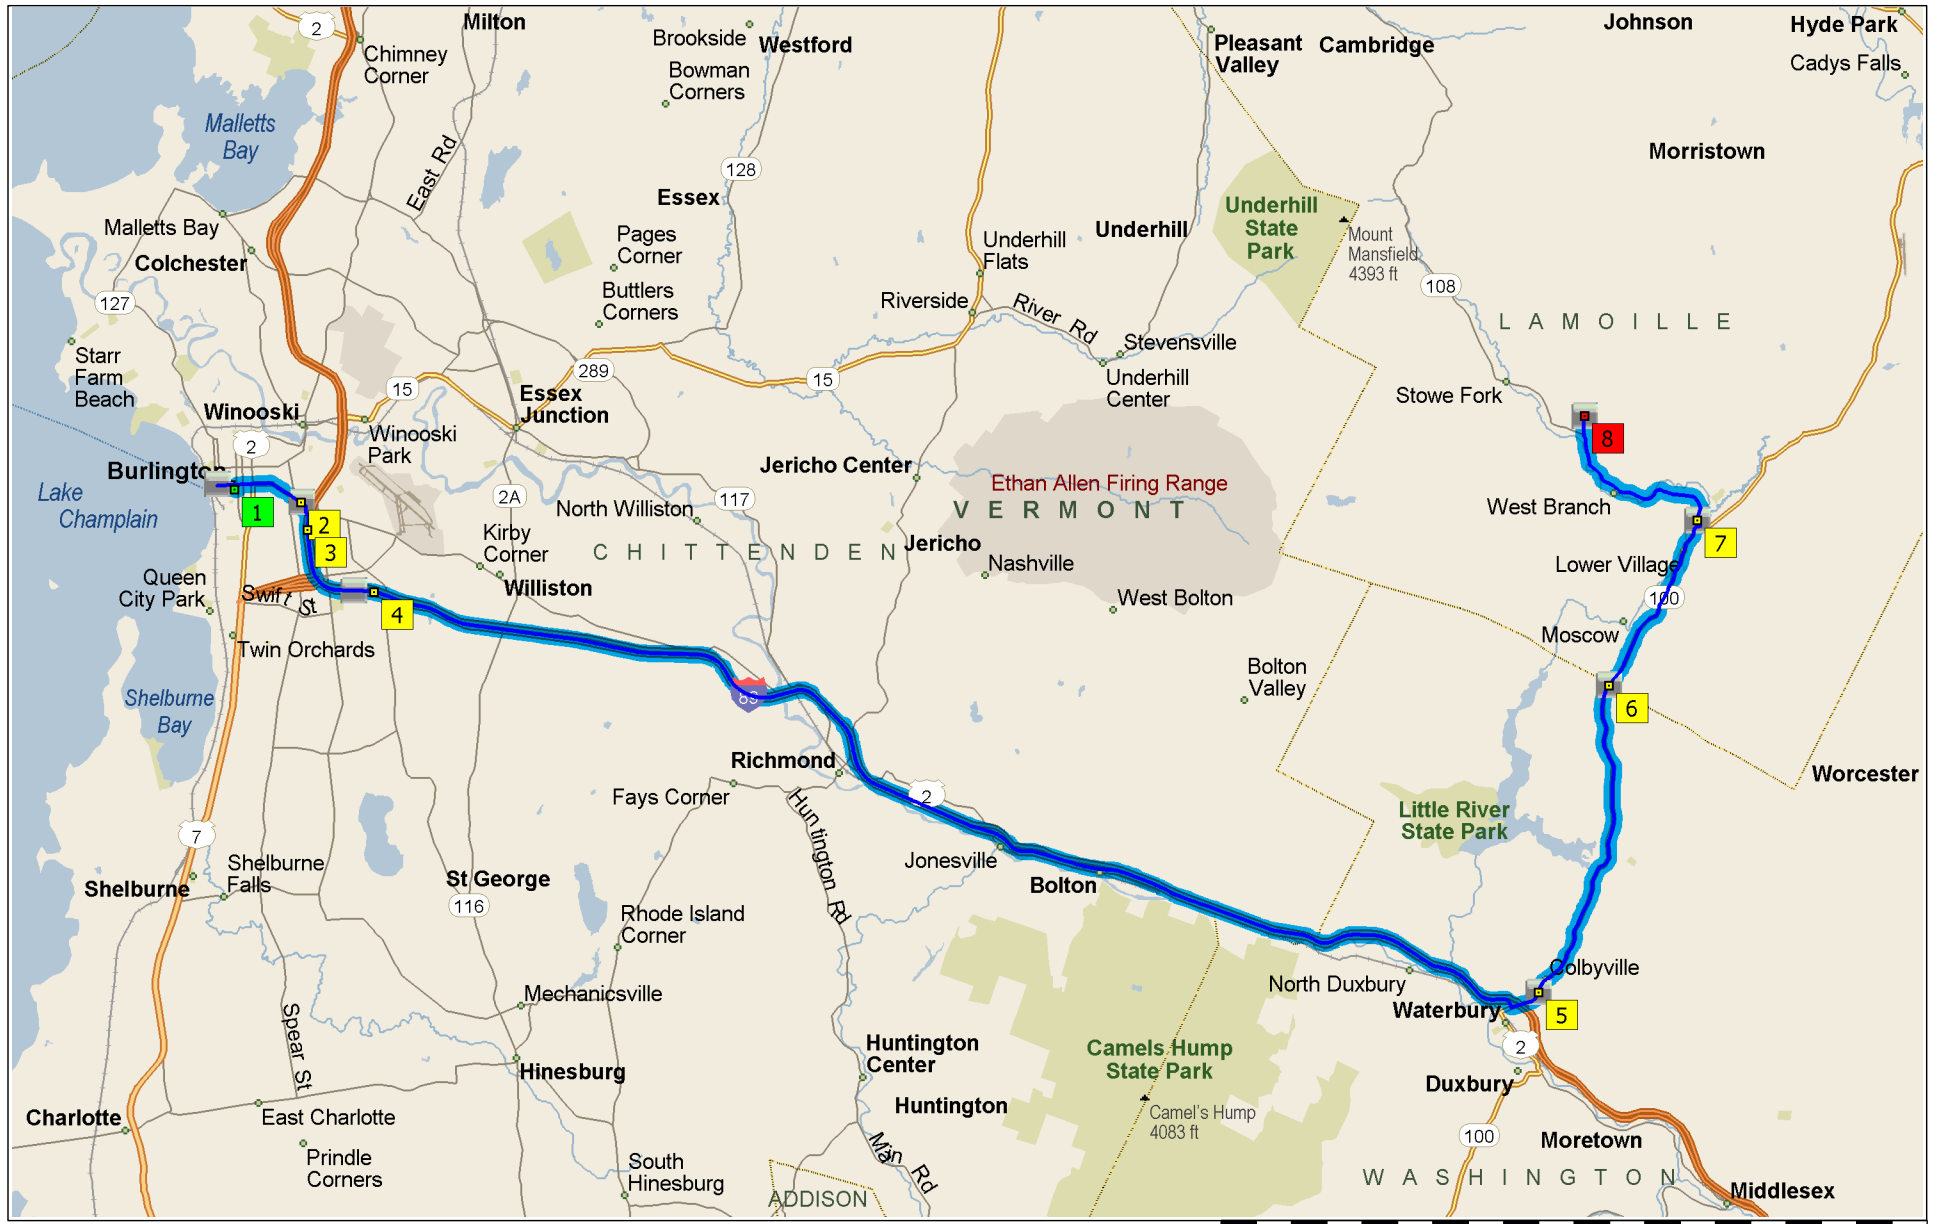 2
Milton
Brookside
Westford
Johnson
Hyde Park
Chimney
Corner
Bowman
Corners
Pleasant
Valley
Cambridge
Cadys Falls
Malletts
Bay
East Rd
128
Morristown
Essex
Malletts Bay
Colchester
Pages
Corner
Underhill
Flats
Underhill
Underhill
State
Park
Mount
Mansfield
4393 ft
127
Buttlers
Corners
Riverside
River Rd
108
LAMOILLE
Starr
Farm
Beach
289
15
15
Stevensville
Underhill
Center
Stowe Fork
Essex
Junction
Winooski
2
Winooski
Park
8
Burlington
Jericho Center
Ethan Allen Firing Range
VERMONT
Lake
Champlain
1
2
3
2A
117
North Williston
West Branch
7
Kirby
Corner
CHITTENDEN
Jericho
Nashville
Lower Village
Queen
City Park
Swift St
4
Williston
West Bolton
100
Moscow
Twin Orchards
Bolton
Valley
Shelburne
Bay
89
6
Richmond
Fays Corner
2
Worcester
Little River
State Park
7
Huntington Rd
Shelburne
Falls
Shelburne
St George
116
Jonesville
Bolton
Rhode Island
Corner
Colbyville
North Duxbury
Mechanicsville
Waterbury
5
Spear St
2
Huntington
Center
Camels Hump
State Park
Hinesburg
Duxbury
Charlotte
East Charlotte
Huntington
Camel's Hump
4083 ft
100
Moretown
Prindle
Corners
Main Rd
South
Hinesburg
WASHINGTON
ADDISON
Middlesex